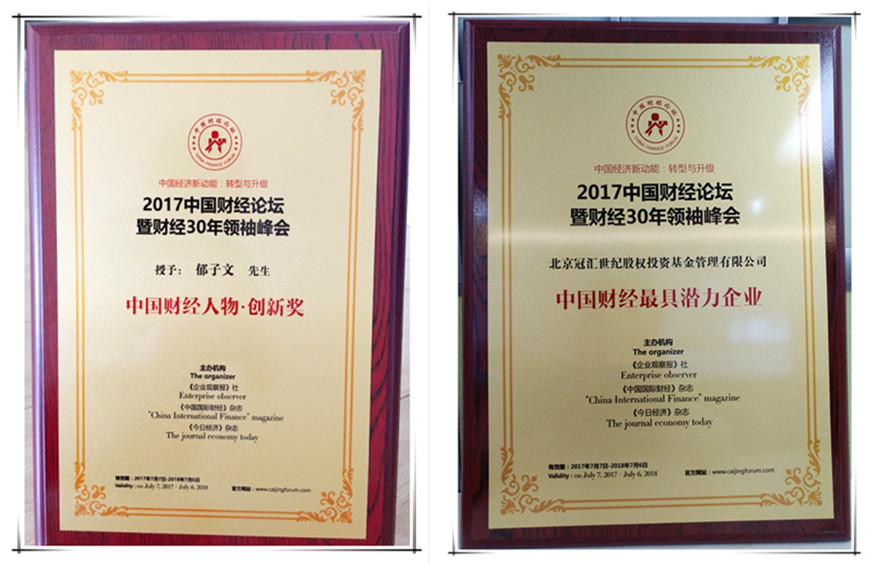 中国财经论坛
CHINA FINANCE FORUM
中国经济新动能：转型与升级
2017中国财经论坛
暨财经30年领袖峰会
授予： 郁子文 先生
中国财经人物·创新奖
主办机构
The organizer
《企业观察报》社
Enterprise observer
《中国国际财经》杂志
"China International Finance" magazine
《今日经济》杂志
The journal economy today
有效期：2017年7月7日-2018年7月6日
Validity：on July 7, 2017 - July 6, 2018
官方网站：www.caijingforum.com
中国财经论坛
CHINA FINANCE FORUM
中国经济新动能：转型与升级
2017中国财经论坛
暨财经30年领袖峰会
北京冠汇世纪股权投资基金管理有限公司
中国财经最具潜力企业
主办机构
The organizer
《企业观察报》社
Enterprise observer
《中国国际财经》杂志
"China International Finance" magazine
《今日经济》杂志
The journal economy today
有效期：2017年7月7日-2018年7月6日
Validity：on July 7, 2017 - July 6, 2018
官方网站：www.caijingforum.com